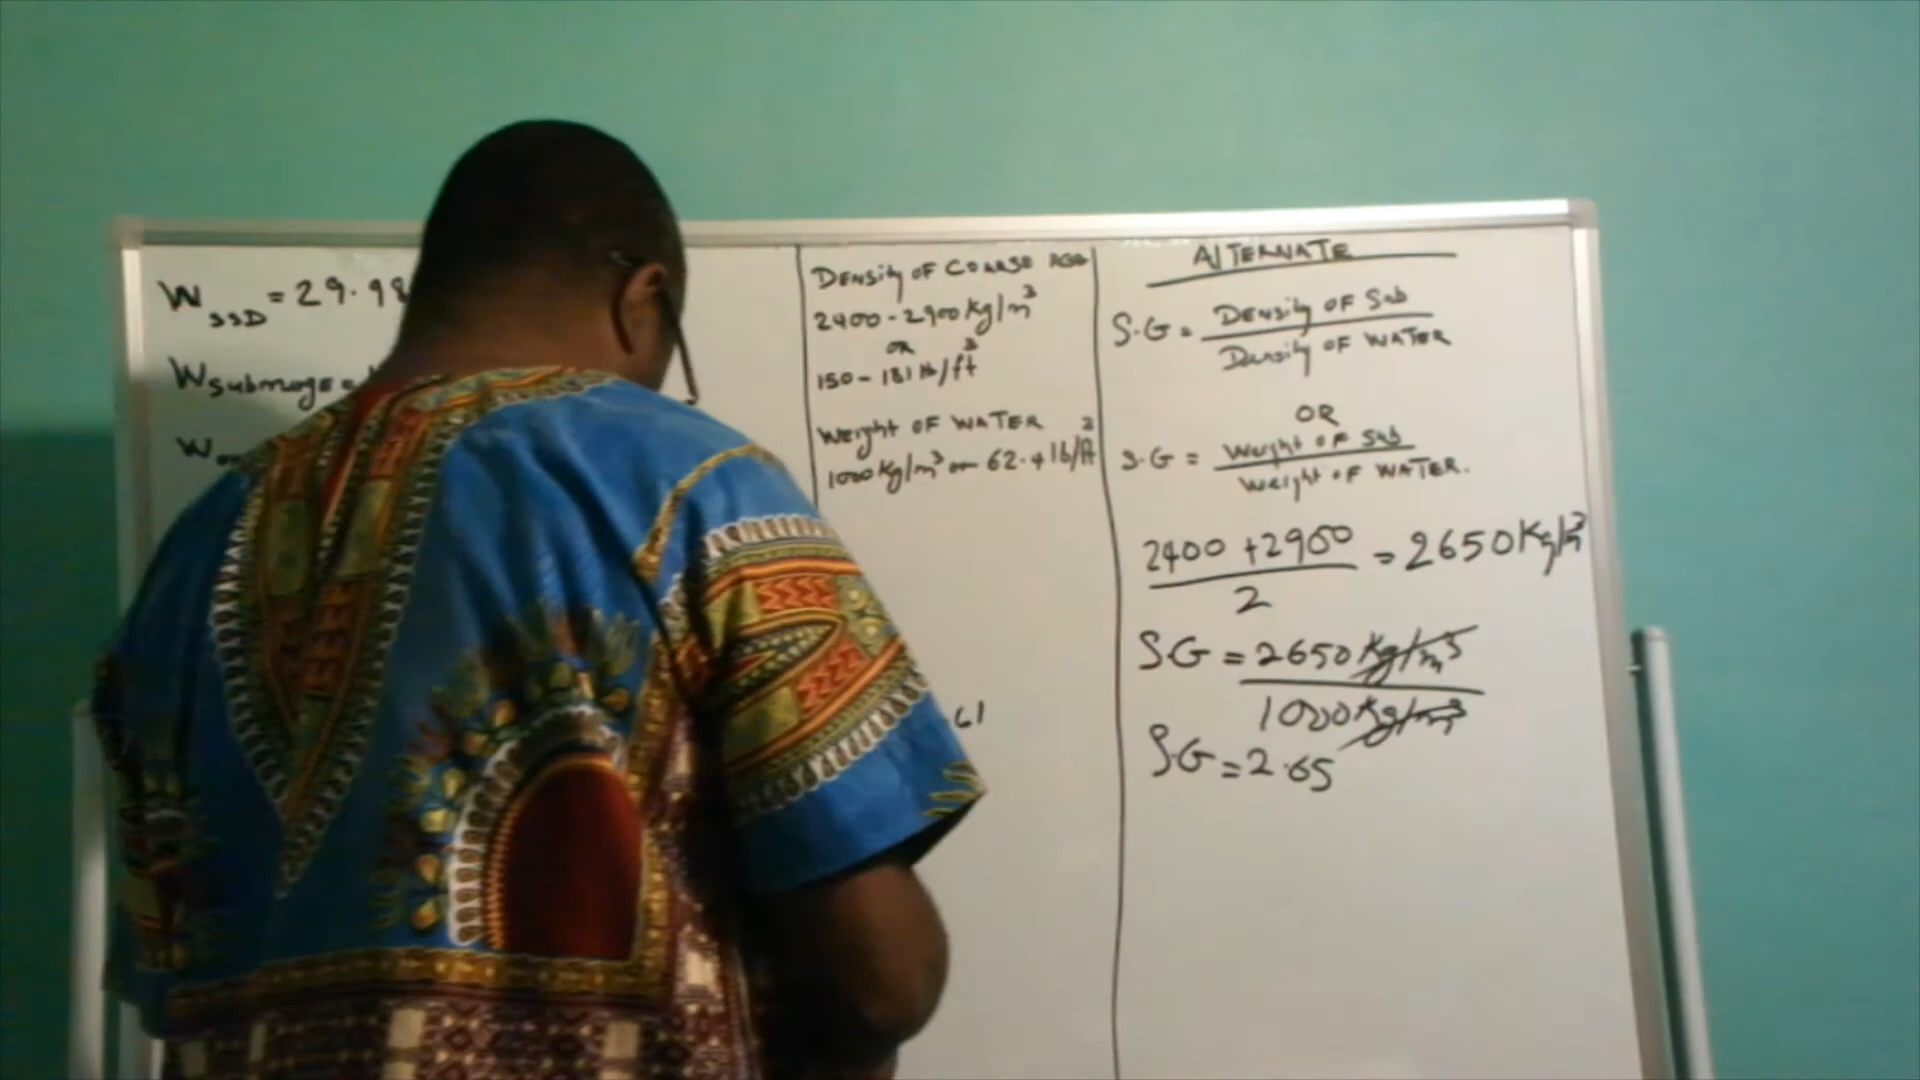 W SSD = 29.98
W submerge =
W
DENSITY OF COARSE AGG
2400 - 2900 Kg/m³
OR
150 - 181 lb/ft³
WEIGHT OF WATER
1000 Kg/m³ or 62.4 lb/ft³
61
ALTERNATE
S.G = DENSITY OF Sub
Density OF WATER
OR
S.G = Weight OF Sub
Weight OF WATER.
2400 + 2900 = 2650 Kg/m³
2
S.G = 2650 Kg/m³
1000 Kg/m³
S.G = 2.65